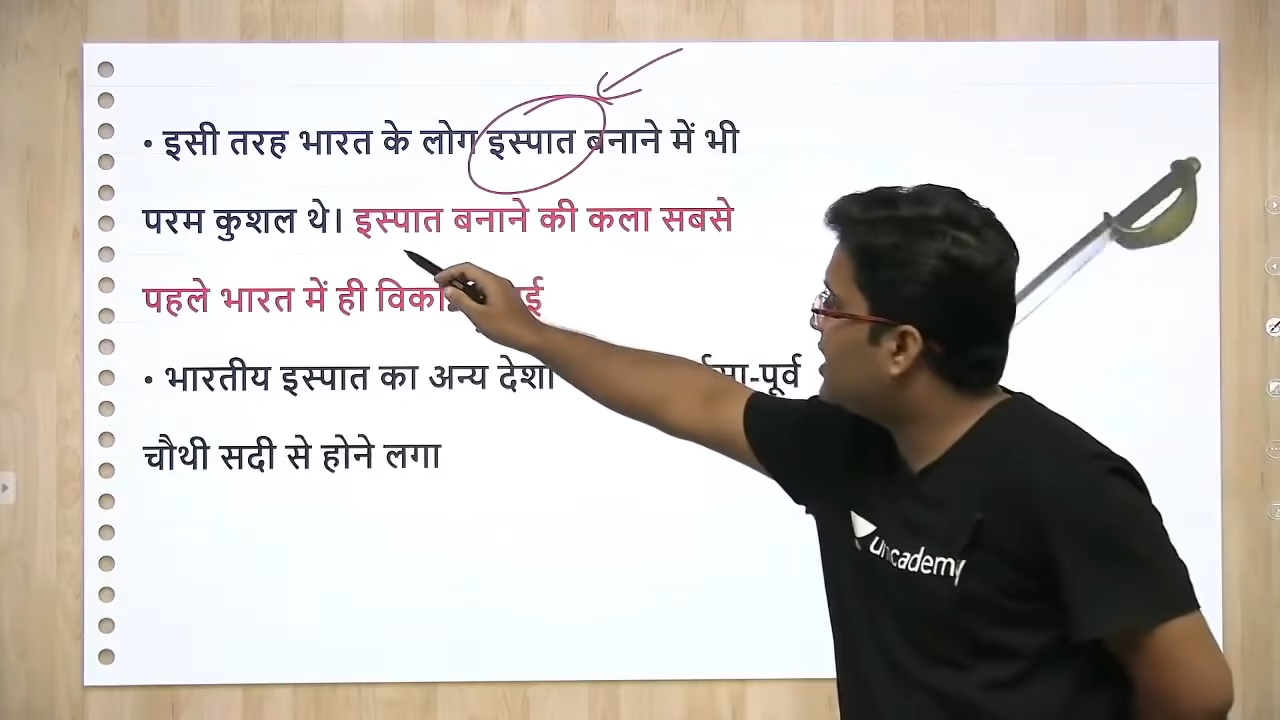 • इसी तरह भारत के लोग इस्पात बनाने में भी
परम कुशल थे। इस्पात बनाने की कला सबसे
पहले भारत में ही
• भारतीय इस्पात का अन्य देशों
चौथी सदी से होने लगा
unacademy